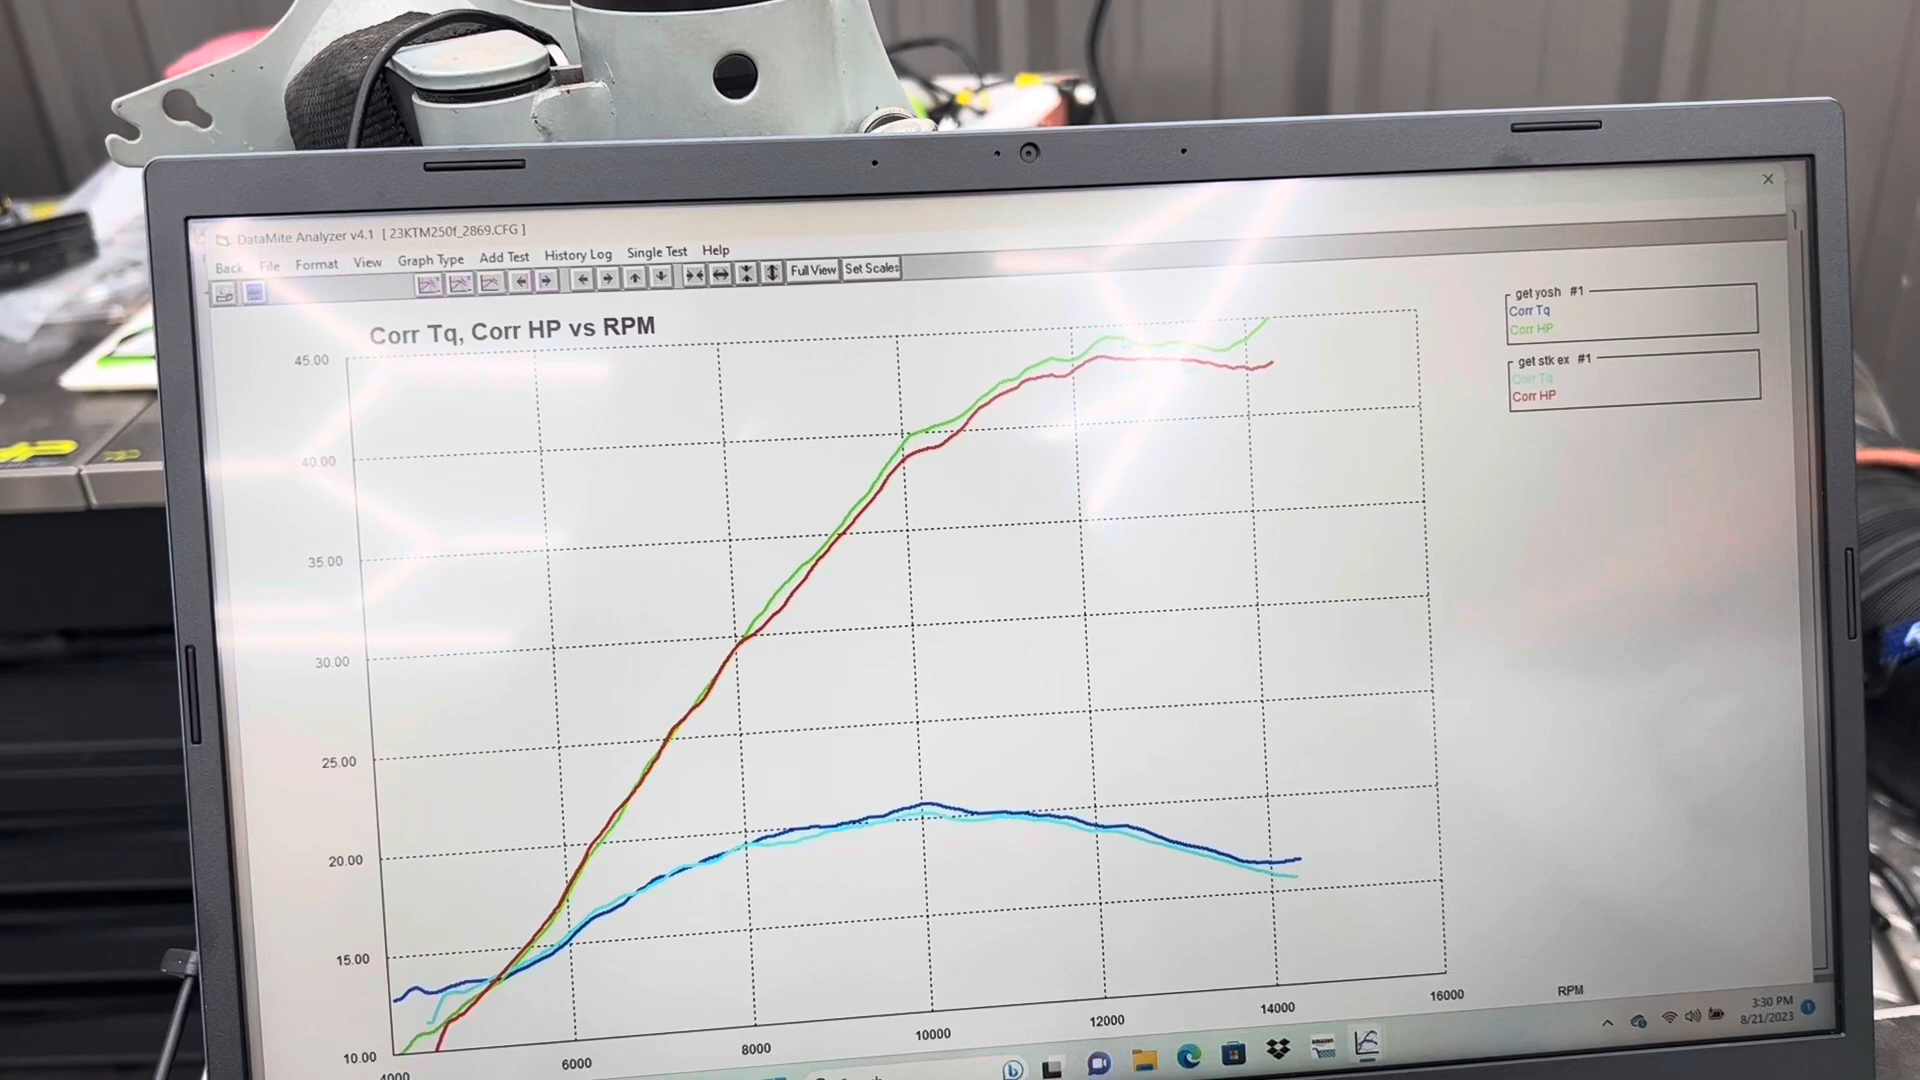 DataMite Analyzer v4.1 [ 23KTM250f_2869.CFG ]
Back File Format View Graph Type Add Test History Log Single Test Help
Full View Set Scales
Corr Tq, Corr HP vs RPM
get yosh #1
Corr Tq
Corr HP
get stk ex #1
Corr Tq
Corr HP
45.00
40.00
35.00
30.00
25.00
20.00
15.00
10.00
4000 6000 8000 10000 12000 14000 16000 RPM
amazon
3:30 PM
8/21/2023
1